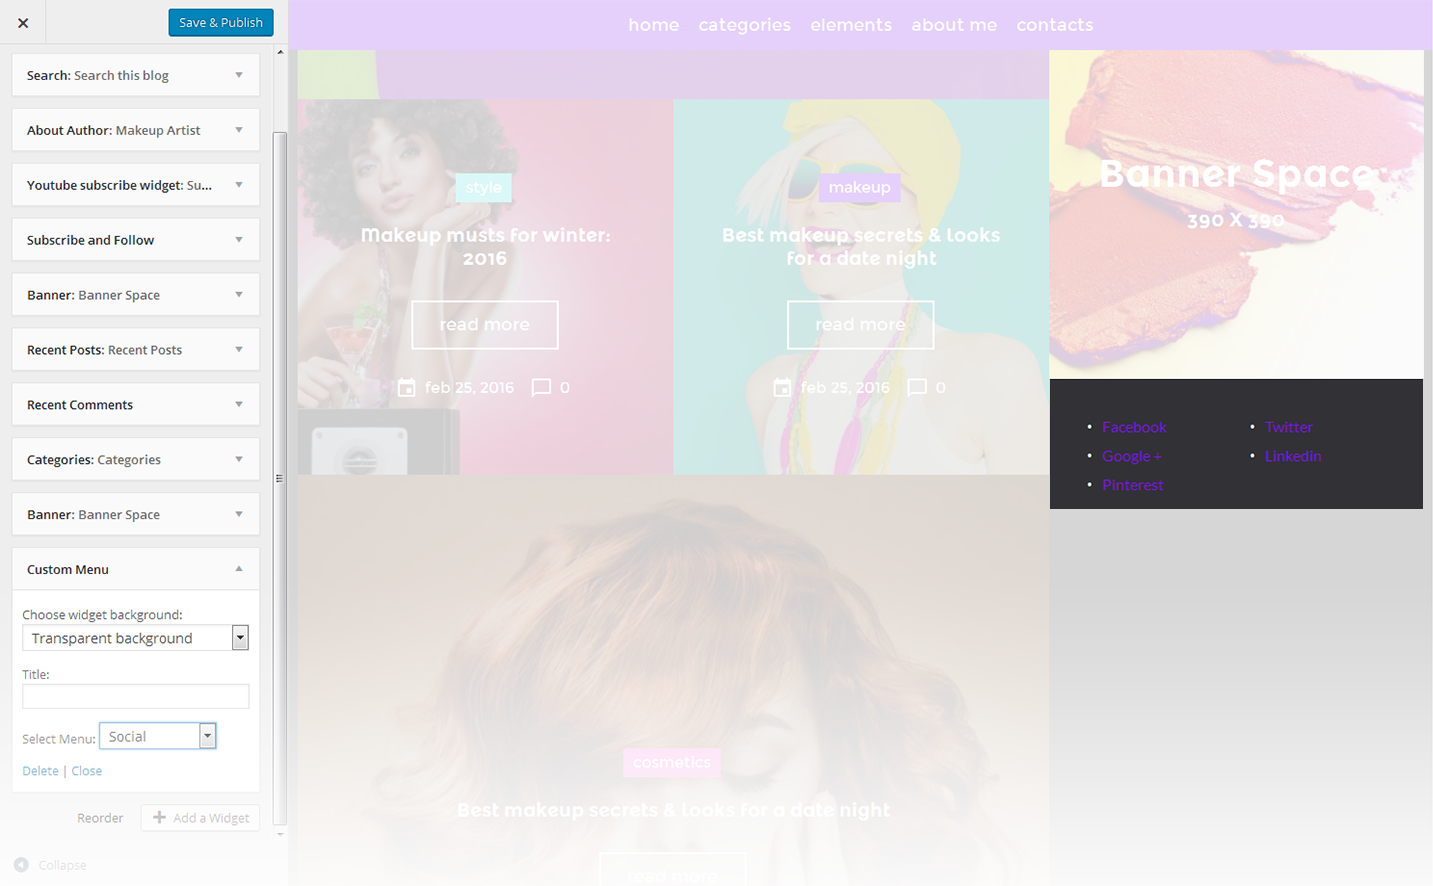 Save & Publish
Search: Search this blog
About Author: Makeup Artist
Youtube subscribe widget: Su...
Subscribe and Follow
Banner: Banner Space
Recent Posts: Recent Posts
Recent Comments
Categories: Categories
Banner: Banner Space
Custom Menu
Choose widget background:
Transparent background
Title:
Select Menu: Social
Delete | Close
Reorder
Add a Widget
Collapse
home categories elements about me contacts
style
Makeup musts for winter:
2016
read more
feb 25, 2016 0
makeup
Best makeup secrets & looks
for a date night
read more
feb 25, 2016 0
cosmetics
Best makeup secrets & looks for a date night
read more
Banner Space
390 X 390
Facebook
Google +
Pinterest
Twitter
Linkedin